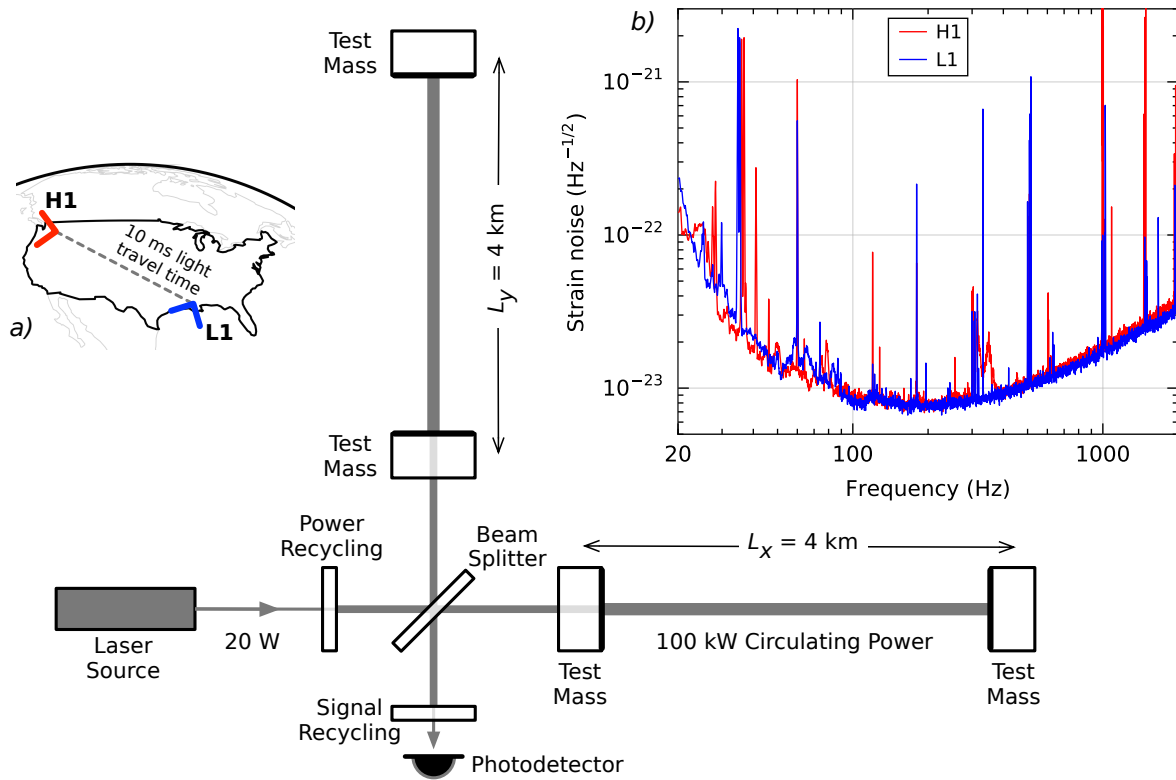 Test
Mass
L_y = 4 km
a)
H1
10 ms light
travel time
L1
b)
H1
L1
Strain noise (Hz⁻¹/²)
10⁻²¹
10⁻²²
10⁻²³
20
100
1000
Frequency (Hz)
Test
Mass
Power
Recycling
Beam
Splitter
L_x = 4 km
Laser
Source
20 W
100 kW Circulating Power
Test
Mass
Test
Mass
Signal
Recycling
Photodetector